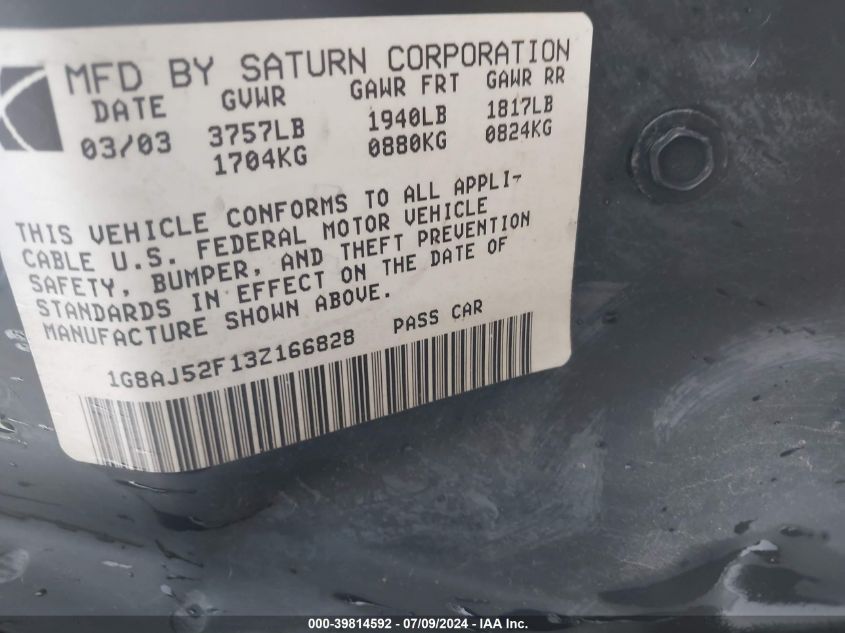 MFD BY SATURN CORPORATION
DATE GVWR GAWR FRT GAWR RR
03/03 3757LB 1940LB 1817LB
1704KG 0880KG 0824KG
THIS VEHICLE CONFORMS TO ALL APPLI-
CABLE U.S. FEDERAL MOTOR VEHICLE
SAFETY, BUMPER, AND THEFT PREVENTION
STANDARDS IN EFFECT ON THE DATE OF
MANUFACTURE SHOWN ABOVE.
1G8AJ52F13Z166828 PASS CAR
000-39814592 - 07/09/2024 - IAA Inc.